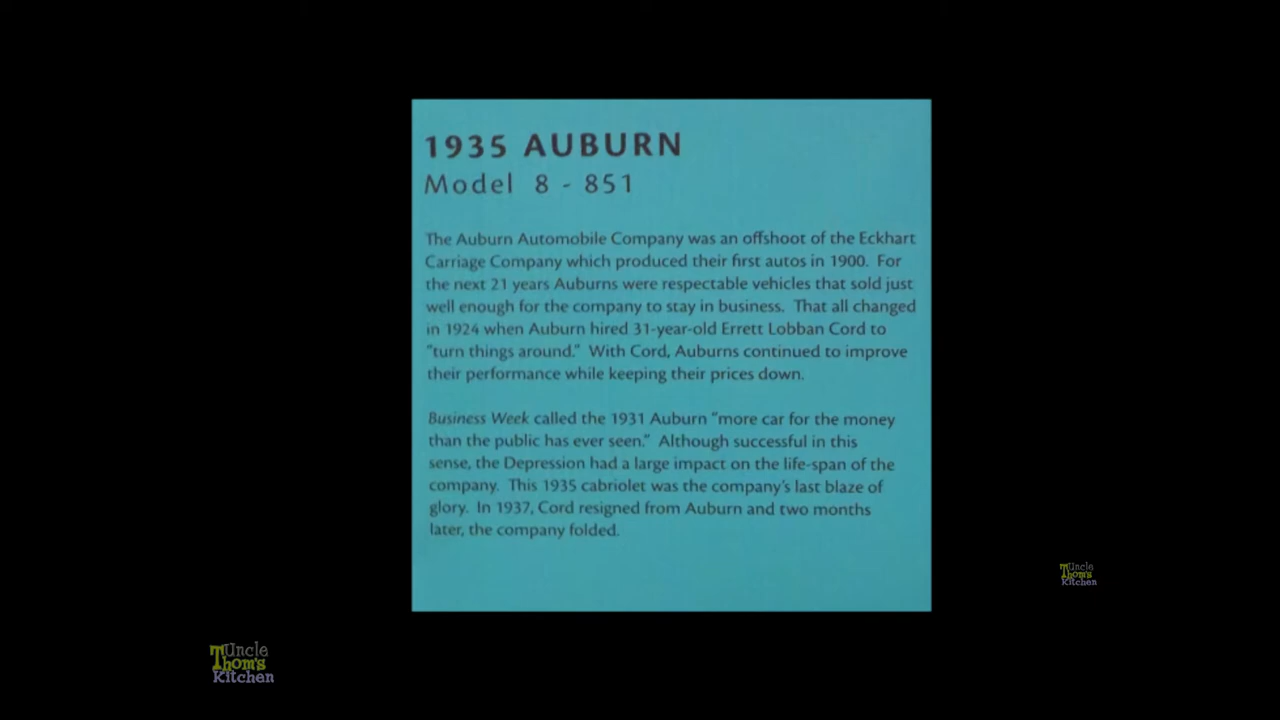 1935 AUBURN
Model 8 - 851
The Auburn Automobile Company was an offshoot of the Eckhart
Carriage Company which produced their first autos in 1900. For
the next 21 years Auburns were respectable vehicles that sold just
well enough for the company to stay in business. That all changed
in 1924 when Auburn hired 31-year-old Errett Lobban Cord to
"turn things around." With Cord, Auburns continued to improve
their performance while keeping their prices down.
Business Week called the 1931 Auburn "more car for the money
than the public has ever seen." Although successful in this
sense, the Depression had a large impact on the life-span of the
company. This 1935 cabriolet was the company's last blaze of
glory. In 1937, Cord resigned from Auburn and two months
later, the company folded.
Uncle
Thom's
Kitchen
Uncle
Thom's
Kitchen